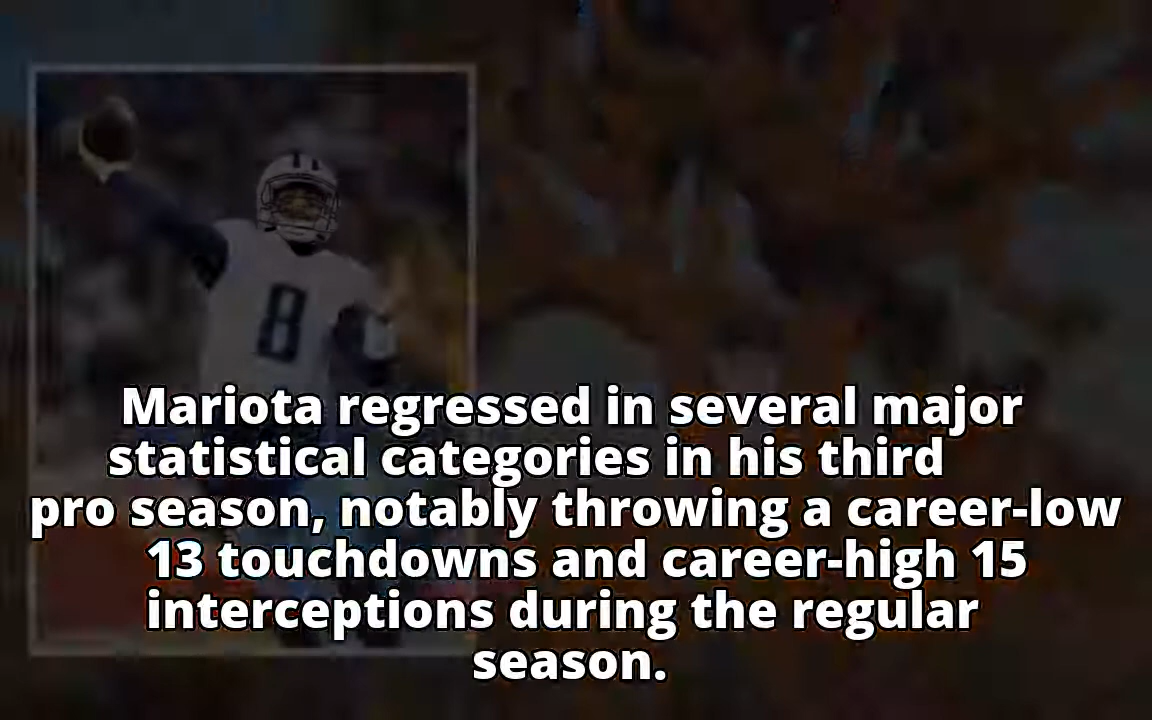 8
Mariota regressed in several major
statistical categories in his third
pro season, notably throwing a career-low
13 touchdowns and career-high 15
interceptions during the regular
season.